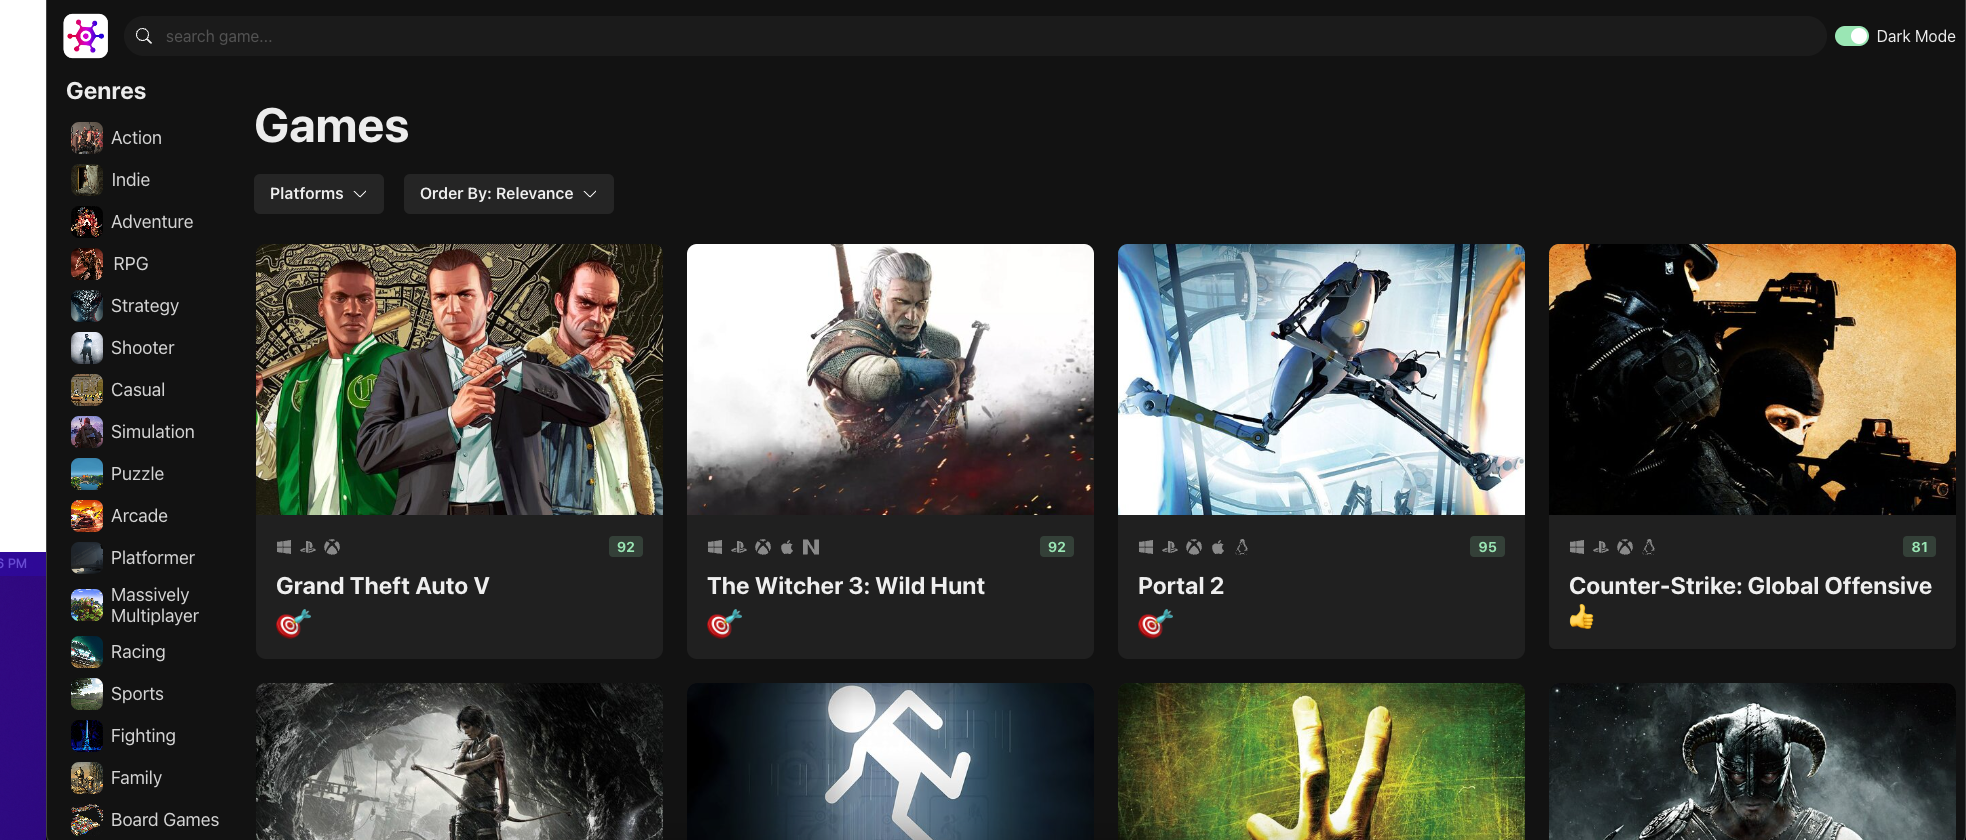 search game...
Dark Mode
Genres
Action
Indie
Adventure
RPG
Strategy
Shooter
Casual
Simulation
Puzzle
Arcade
Platformer
Massively
Multiplayer
Racing
Sports
Fighting
Family
Board Games
Games
Platforms
Order By: Relevance
92
Grand Theft Auto V
92
The Witcher 3: Wild Hunt
95
Portal 2
81
Counter-Strike: Global Offensive
6 PM